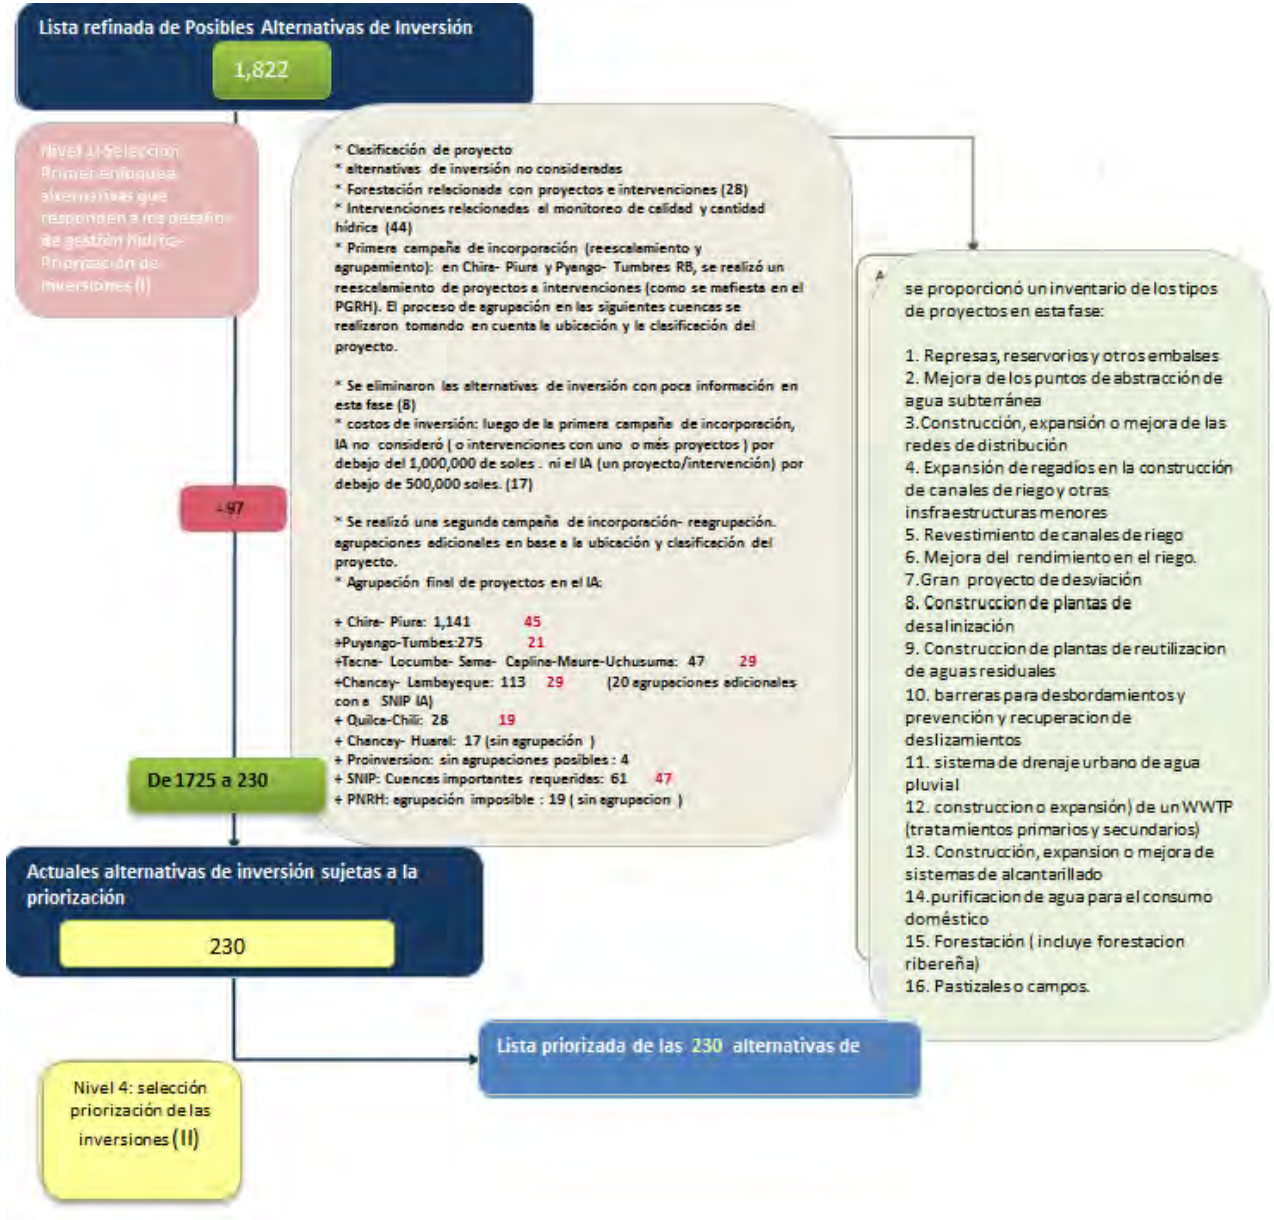 Lista refinada de Posibles Alternativas de Inversión
1,822
Nivel 1:Selección
Primer enfoque a
alternativas que
responden a los desafíos
de gestión hídrica-
Priorización de
inversiones (I)
* Clasificación de proyecto
* alternativas de inversión no consideradas
* Forestación relacionada con proyectos e intervenciones (28)
* Intervenciones relacionadas al monitoreo de calidad y cantidad
hídrica (44)
* Primera campaña de incorporación (reescalamiento y
agrupamiento): en Chira- Piura y Pyango- Tumbres RB, se realizó un
reescalamiento de proyectos a intervenciones (como se mafiesta en el
PGRH). El proceso de agrupación en las siguientes cuencas se
realizaron tomando en cuenta la ubicación y la clasificación del
proyecto.
* Se eliminaron las alternativas de inversión con poca información en
esta fase (8)
* costos de inversión: luego de la primera campaña de incorporación,
IA no consideró ( o intervenciones con uno o más proyectos ) por
debajo del 1,000,000 de soles . ni el IA (un proyecto/intervención) por
debajo de 500,000 soles. (17)
* Se realizó una segunda campaña de incorporación- reagrupación.
agrupaciones adicionales en base a la ubicación y clasificación del
proyecto.
* Agrupación final de proyectos en el IA:
+ Chira- Piura: 1,141 45
+Puyango-Tumbes:275 21
+Tacna- Locumba- Sama- Caplina-Maure-Uchusuma: 47 29
+Chancay- Lambayeque: 113 29 (20 agrupaciones adicionales
con a SNIP IA)
+ Quilca-Chili: 28 19
+ Chancay- Huaral: 17 (sin agrupación )
+ Proinversion: sin agrupaciones posibles : 4
+ SNIP: Cuencas importantes requeridas: 61 47
+ PNRH: agrupación imposible : 19 ( sin agrupacion )
- 97
De 1725 a 230
A
se proporcionó un inventario de los tipos
de proyectos en esta fase:
1. Represas, reservorios y otros embalses
2. Mejora de los puntos de abstracción de
agua subterránea
3.Construcción, expansión o mejora de las
redes de distribución
4. Expansión de regadíos en la construcción
de canales de riego y otras
insfraestructuras menores
5. Revestimiento de canales de riego
6. Mejora del rendimiento en el riego.
7.Gran proyecto de desviación
8. Construccion de plantas de
desalinización
9. Construccion de plantas de reutilizacion
de aguas residuales
10. barreras para desbordamientos y
prevención y recuperacion de
deslizamientos
11. sistema de drenaje urbano de agua
pluvial
12. construccion o expansión) de un WWTP
(tratamientos primarios y secundarios)
13. Construcción, expansion o mejora de
sistemas de alcantarillado
14.purificacion de agua para el consumo
doméstico
15. Forestación ( incluye forestacion
ribereña)
16. Pastizales o campos.
Actuales alternativas de inversión sujetas a la
priorización
230
Lista priorizada de las 230 alternativas de
Nivel 4: selección
priorización de las
inversiones (II)